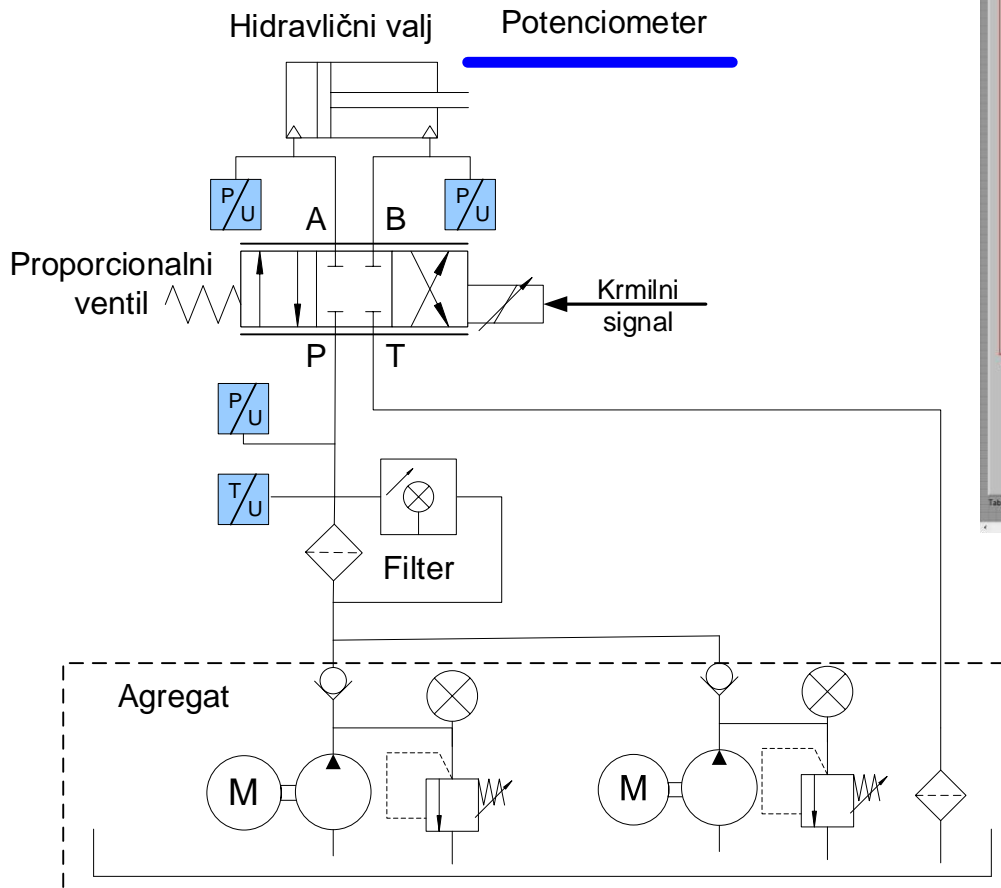 Hidravlični valj
Potenciometer
P/U
P/U
A
B
Proporcionalni
ventil
Krmilni
signal
P
T
P/U
T/U
Filter
Agregat
M
M